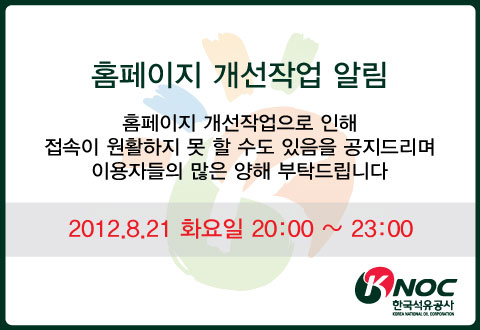 홈페이지 개선작업 알림
홈페이지 개선작업으로 인해
접속이 원활하지 못 할 수도 있음을 공지드리며
이용자들의 많은 양해 부탁드립니다
2012.8.21 화요일 20:00 ~ 23:00
KNOC
한국석유공사
KOREA NATIONAL OIL CORPORATION